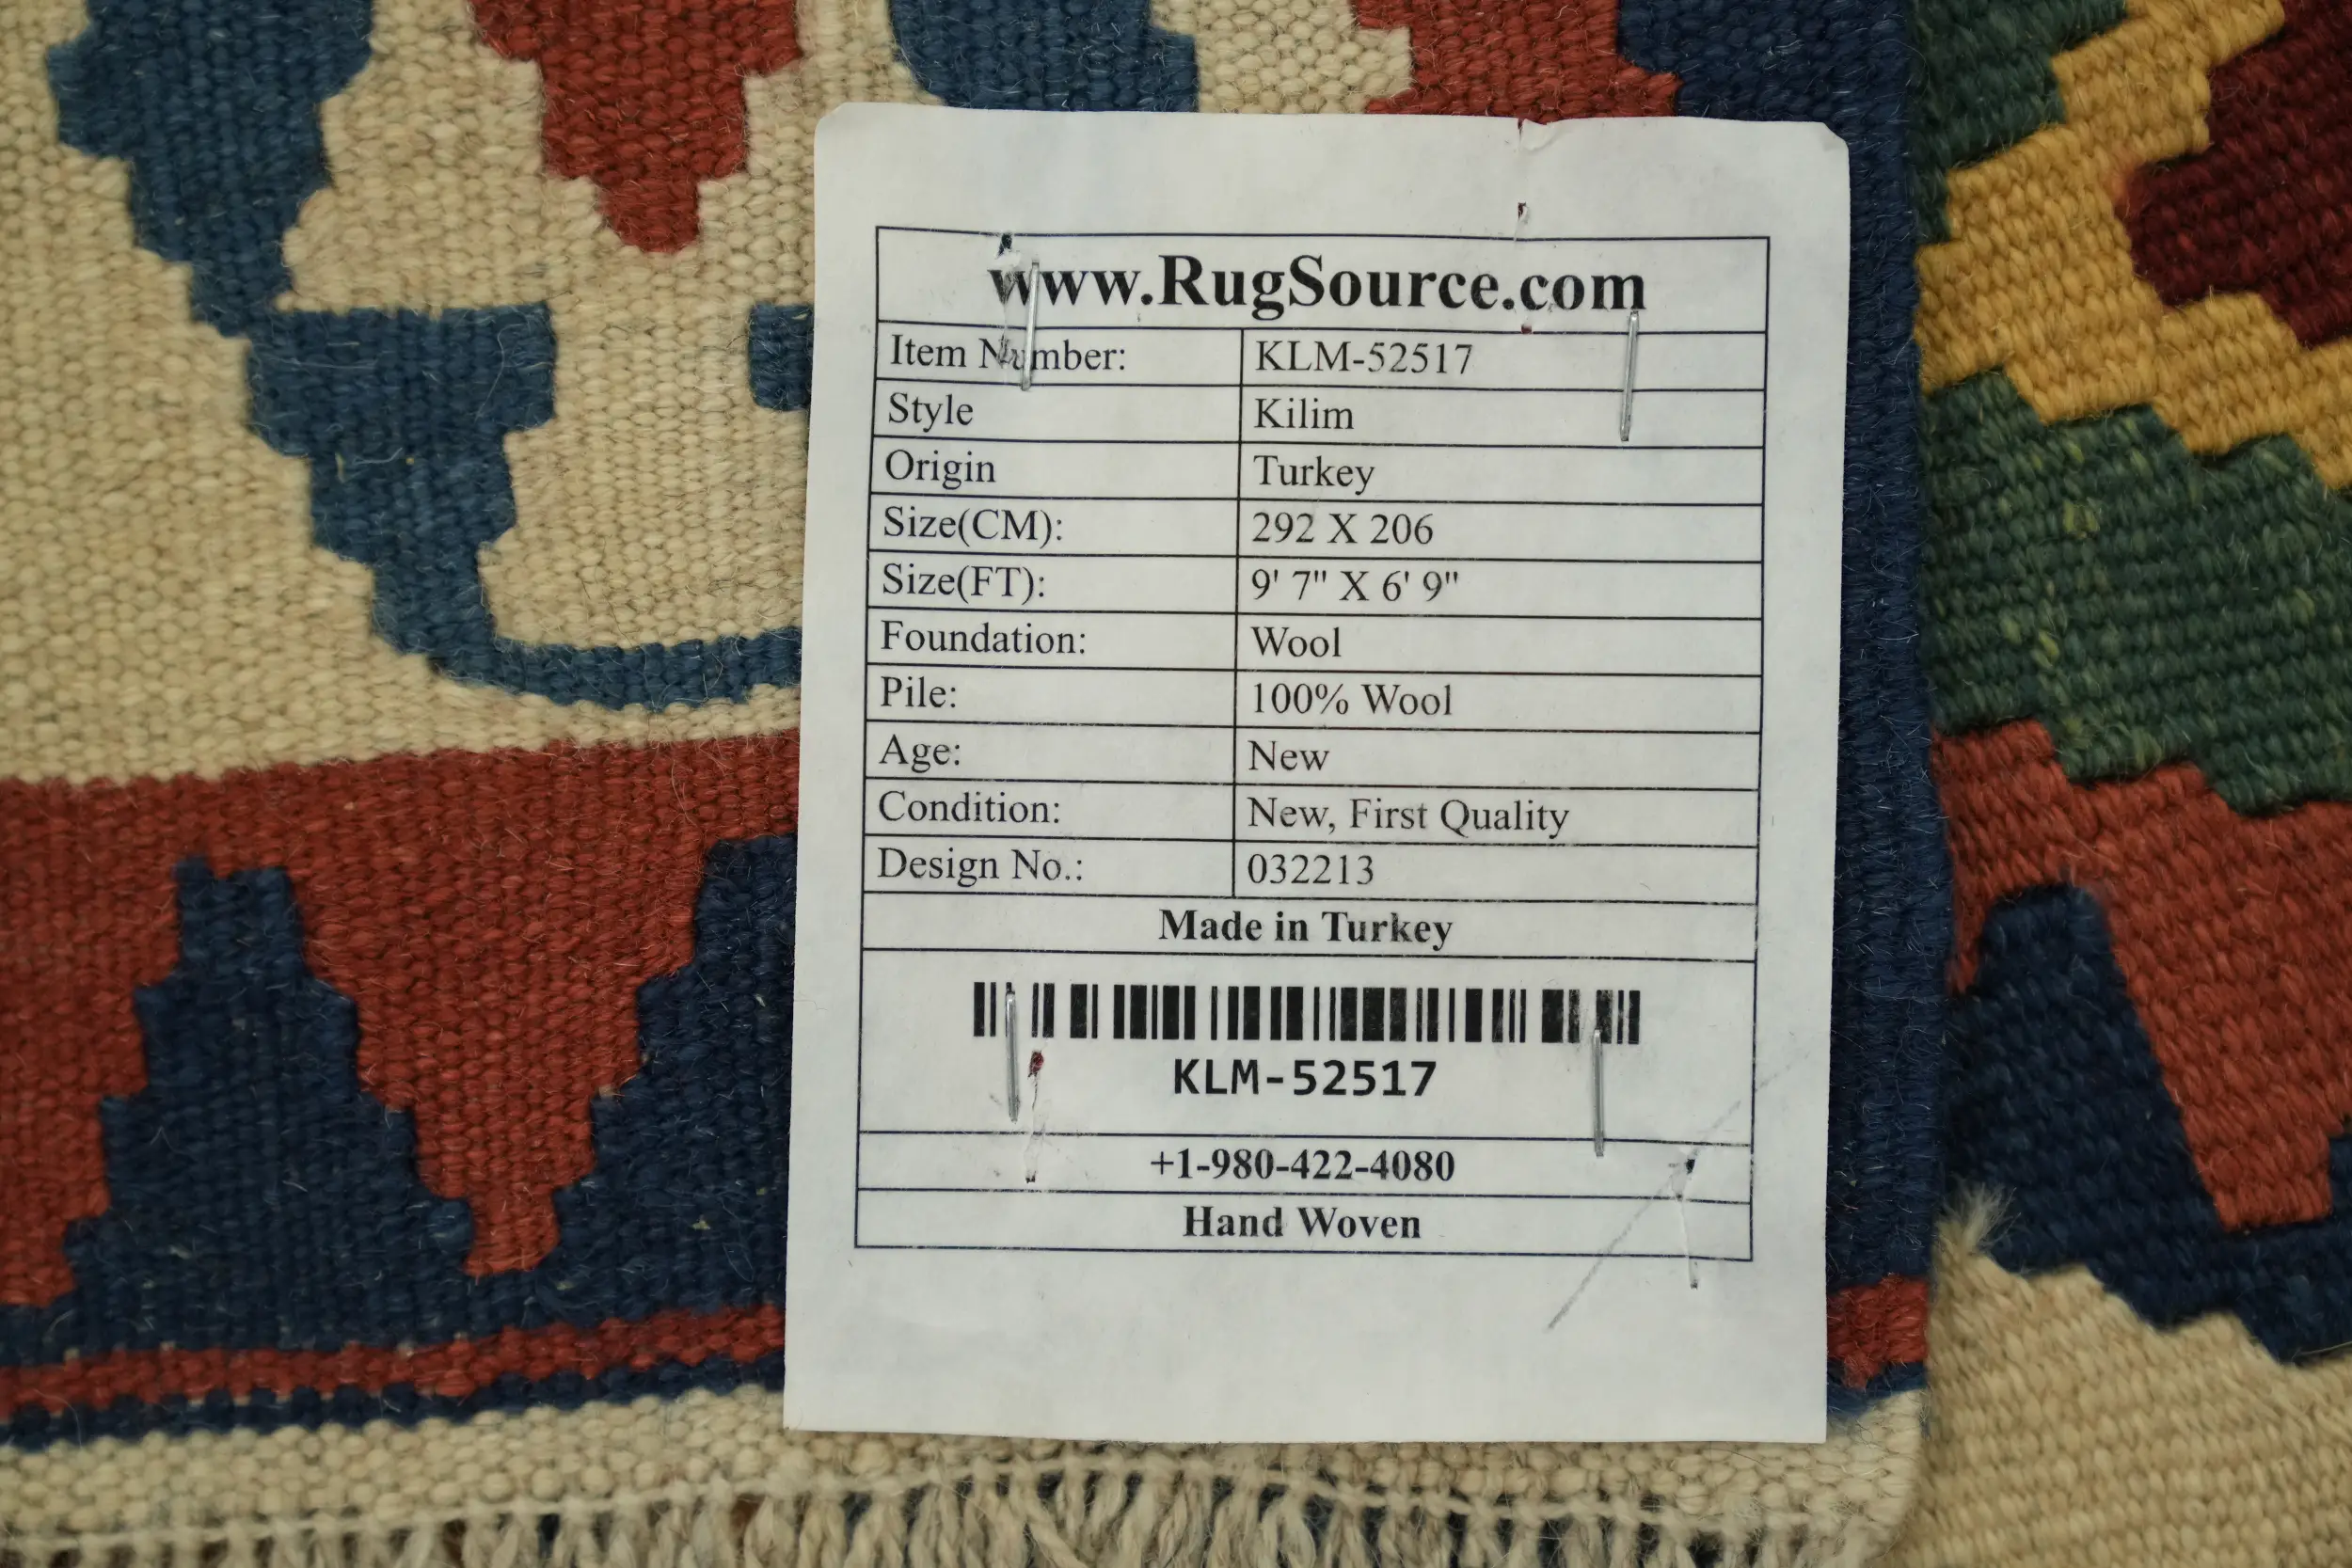 www.RugSource.com
Item Number: KLM-52517
Style Kilim
Origin Turkey
Size(CM): 292 X 206
Size(FT): 9' 7" X 6' 9"
Foundation: Wool
Pile: 100% Wool
Age: New
Condition: New, First Quality
Design No.: 032213
Made in Turkey
KLM-52517
+1-980-422-4080
Hand Woven